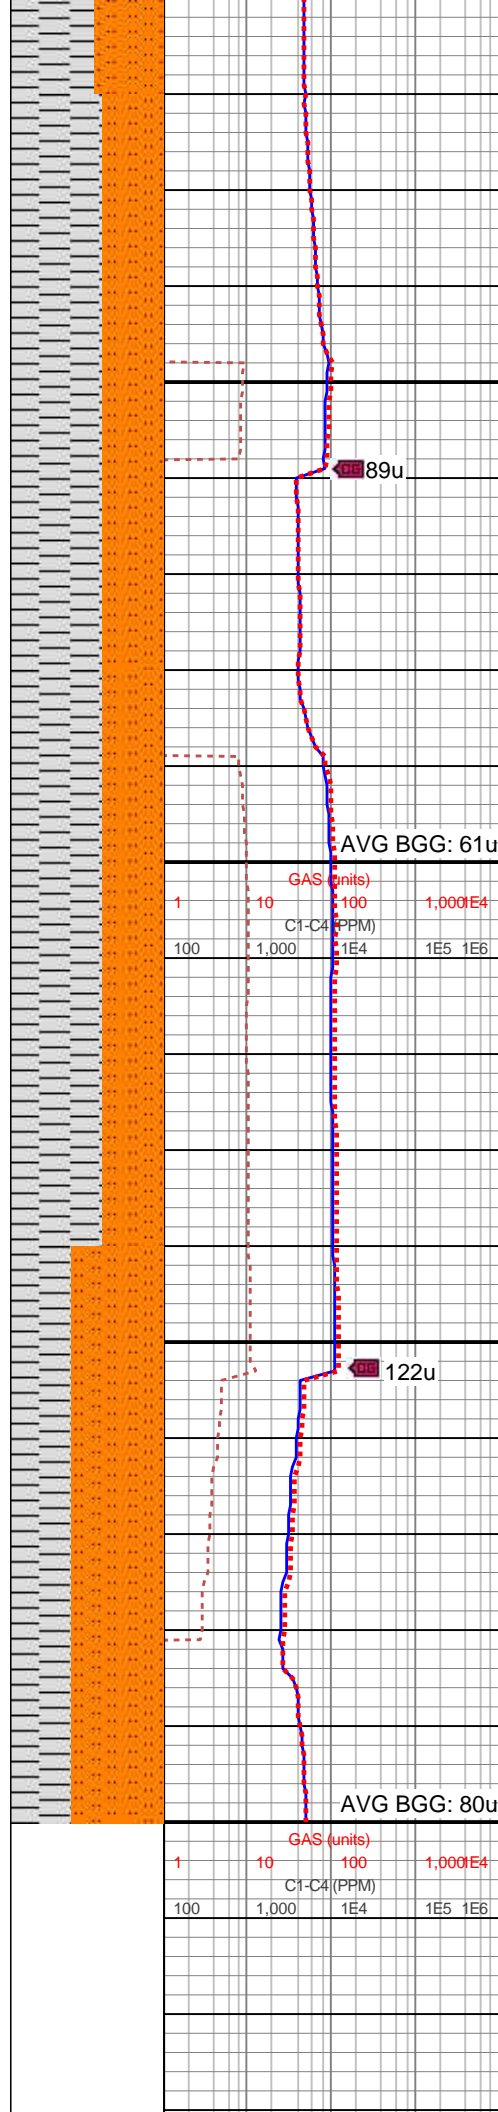 CG 89u
AVG BGG: 61u
GAS (units)
1 10 100 1,000 1E4
C1-C4 (PPM)
100 1,000 1E4 1E5 1E6
CG 122u
AVG BGG: 80u
GAS (units)
1 10 100 1,000 1E4
C1-C4 (PPM)
100 1,000 1E4 1E5 1E6